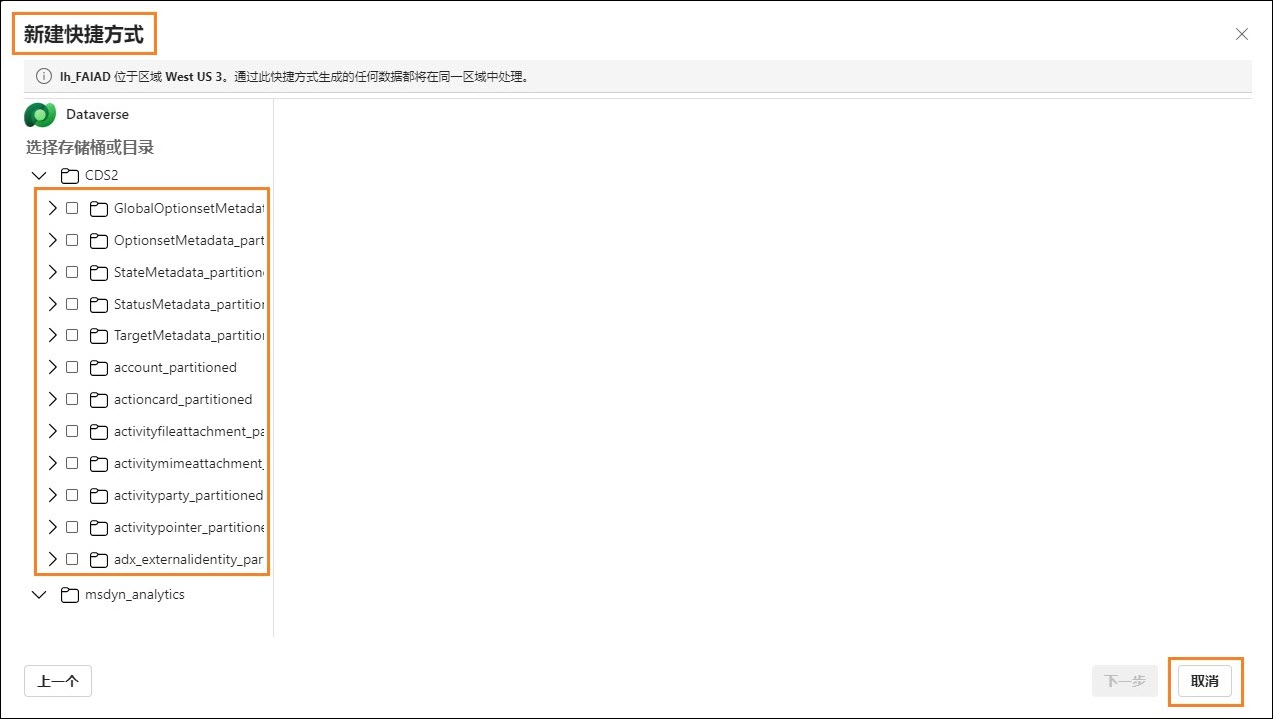 新建快捷方式
lh_FAIAD 位于区域 West US 3。通过此快捷方式生成的任何数据都将在同一区域中处理。
Dataverse
选择存储桶或目录
CDS2
GlobalOptionsetMetadat
OptionsetMetadata_part
StateMetadata_partition
StatusMetadata_partition
TargetMetadata_partition
account_partitioned
actioncard_partitioned
activityfileattachment_pa
activitymimeattachment_
activityparty_partitioned
activitypointer_partitione
adx_externalidentity_par
msdyn_analytics
上一个
下一步
取消